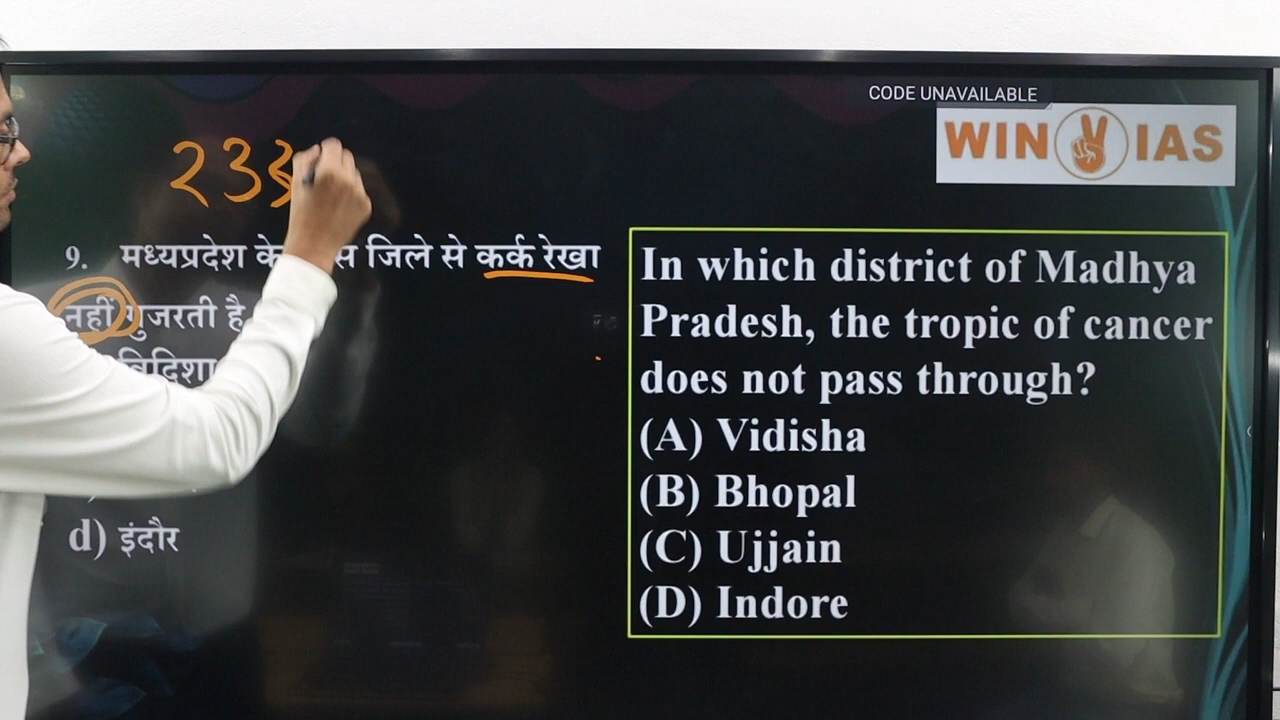 CODE UNAVAILABLE
WIN IAS
23
9. मध्यप्रदेश के जिले से कर्क रेखा
नहीं गुजरती है
विदिशा
d) इंदौर
In which district of Madhya
Pradesh, the tropic of cancer
does not pass through?
(A) Vidisha
(B) Bhopal
(C) Ujjain
(D) Indore